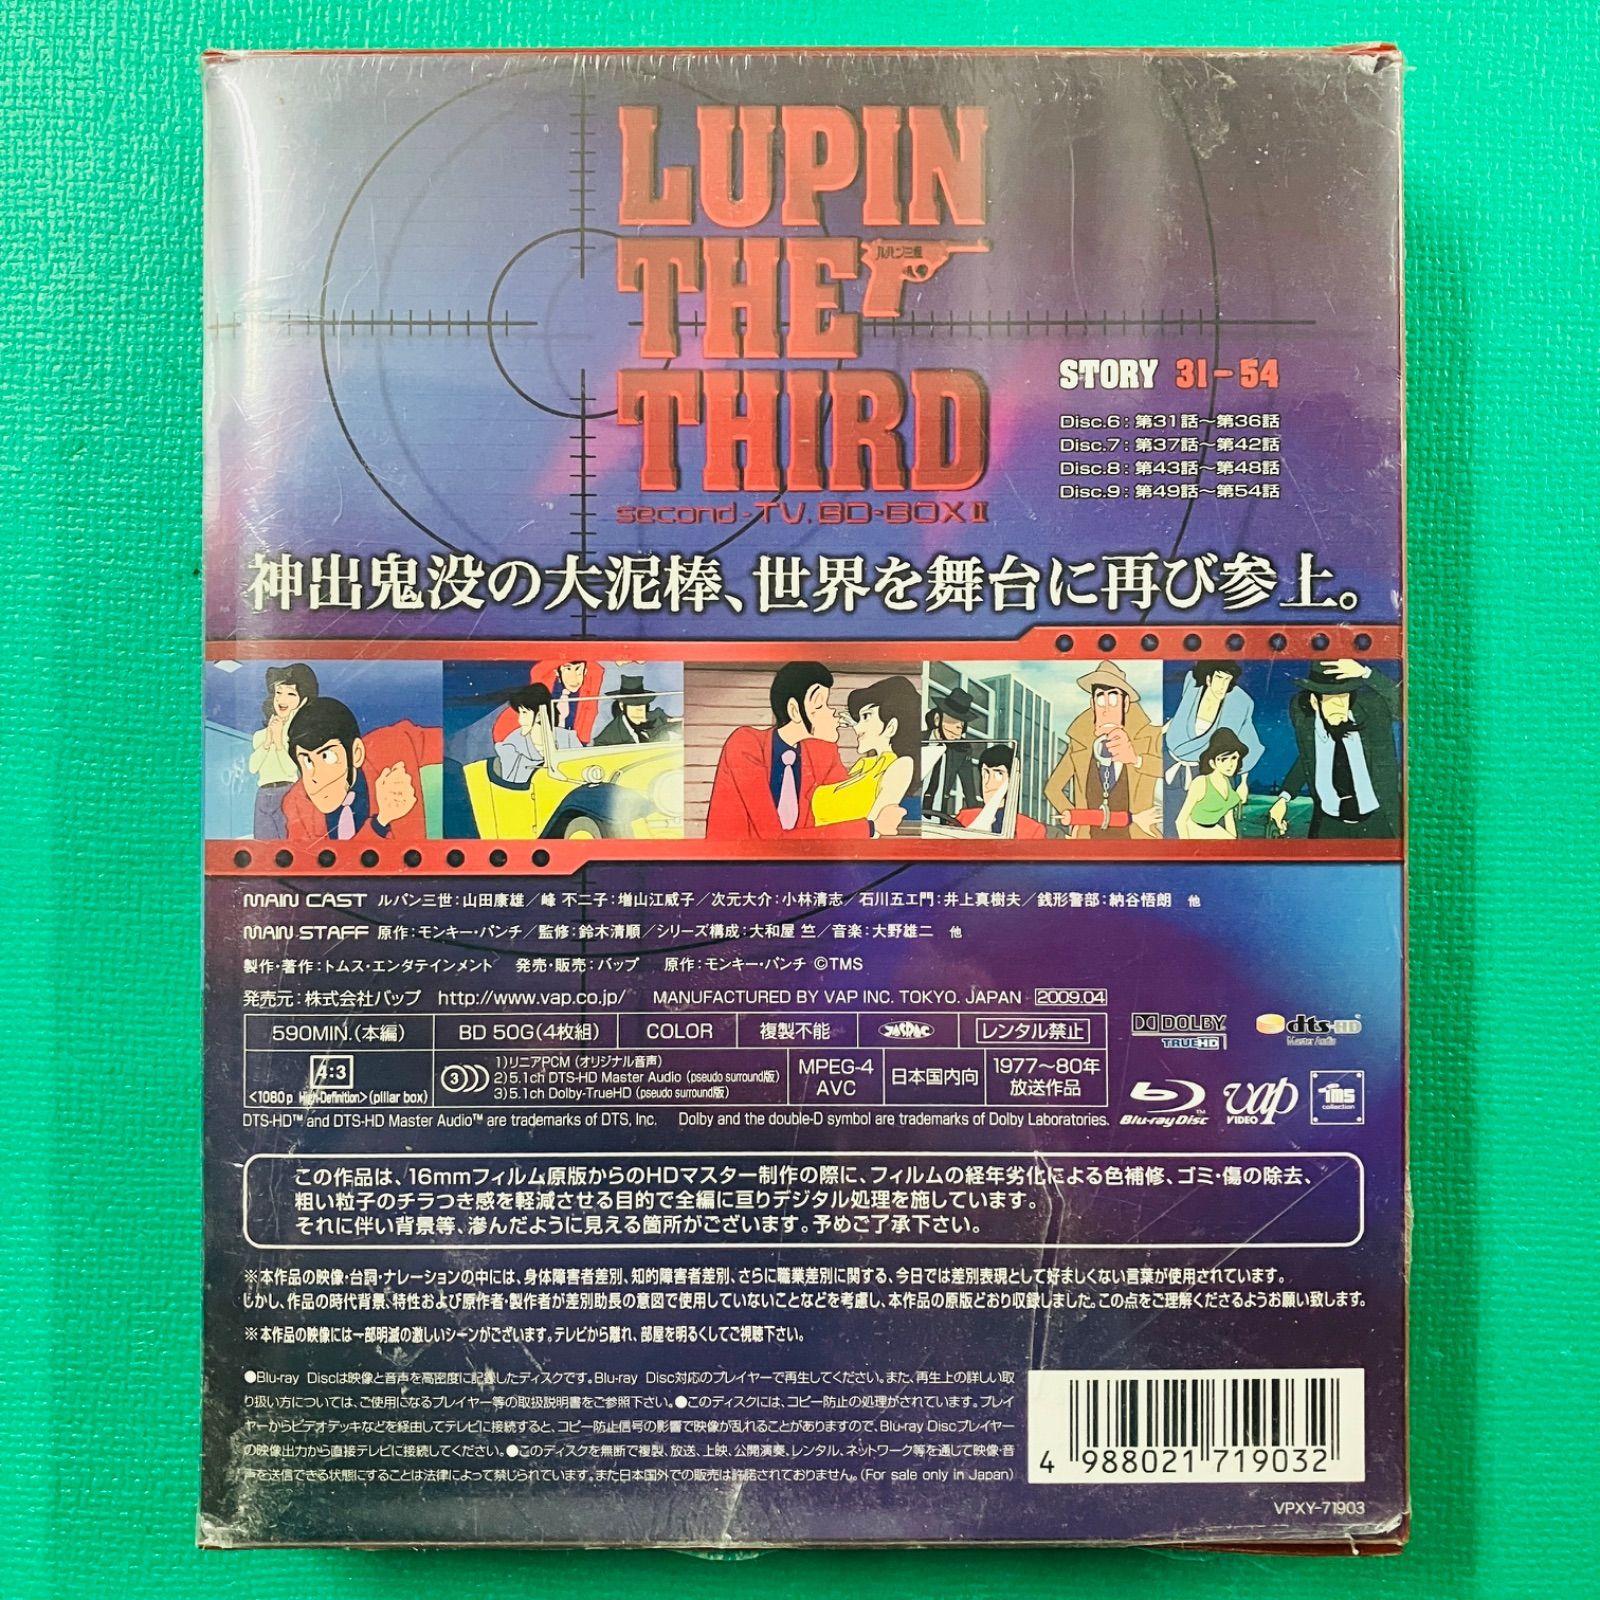 LUPIN
THE
ルパン三世
THIRD
second-TV. BD-BOX II
STORY 31-54
Disc.6:第31話~第36話
Disc.7:第37話~第42話
Disc.8:第43話~第48話
Disc.9:第49話~第54話
神出鬼没の大泥棒、世界を舞台に再び参上。
MAIN CAST ルパン三世:山田康雄/峰 不二子:増山江威子/次元大介:小林清志/石川五ェ門:井上真樹夫/銭形警部:納谷悟朗 他
MAIN STAFF 原作:モンキー・パンチ/監修:鈴木清順/シリーズ構成:大和屋 竺/音楽:大野雄二 他
製作・著作:トムス・エンタテインメント 発売・販売:バップ 原作:モンキー・パンチ ©TMS
発売元:株式会社バップ http://www.vap.co.jp/ MANUFACTURED BY VAP INC. TOKYO. JAPAN 2009.04
590MIN.(本編) BD 50G(4枚組) COLOR 複製不能 JASRAC レンタル禁止
4:3
<1080p High-Definition>(pillar box)
3
1)リニアPCM (オリジナル音声)
2)5.1ch DTS-HD Master Audio (pseudo surround版)
3)5.1ch Dolby-TrueHD (pseudo surround版)
MPEG-4
AVC
日本国内向
1977~80年
放送作品
DOLBY
TRUEHD
dts-HD
Master Audio
Blu-ray Disc
vap
VIDEO
tms
collection
DTS-HD™ and DTS-HD Master Audio™ are trademarks of DTS, Inc. Dolby and the double-D symbol are trademarks of Dolby Laboratories.
この作品は、16mmフィルム原版からのHDマスター制作の際に、フィルムの経年劣化による色補修、ゴミ・傷の除去、
粗い粒子のチラつき感を軽減させる目的で全編に亘りデジタル処理を施しています。
それに伴い背景等、滲んだように見える箇所がございます。予めご了承下さい。
※本作品の映像・台詞・ナレーションの中には、身体障害者差別、知的障害者差別、さらに職業差別に関する、今日では差別表現として好ましくない言葉が使用されています。
しかし、作品の時代背景、特性および原作者・製作者が差別助長の意図で使用していないことなどを考慮し、本作品の原版どおり収録しました。この点をご理解くださるようお願い致します。
※本作品の映像には一部明滅の激しいシーンがございます。テレビから離れ、部屋を明るくしてご視聴下さい。
●Blu-ray Discは映像と音声を高密度に記録したディスクです。Blu-ray Disc対応のプレイヤーで再生してください。また、再生上の詳しい取
り扱い方については、ご使用になるプレイヤー等の取扱説明書をご参照下さい。●このディスクには、コピー防止の処理がされています。プレイ
ヤーからビデオデッキなどを経由してテレビに接続すると、コピー防止信号の影響で映像が乱れることがありますので、Blu-ray Discプレイヤー
の映像出力から直接テレビに接続してください。●このディスクを無断で複製、放送、上映、公開演奏、レンタル、ネットワーク等を通じて映像・音
声を送信できる状態にすることは法律によって禁じられています。また日本国外での販売は許諾されておりません。(For sale only in Japan)
4 988021 719032
VPXY-71903